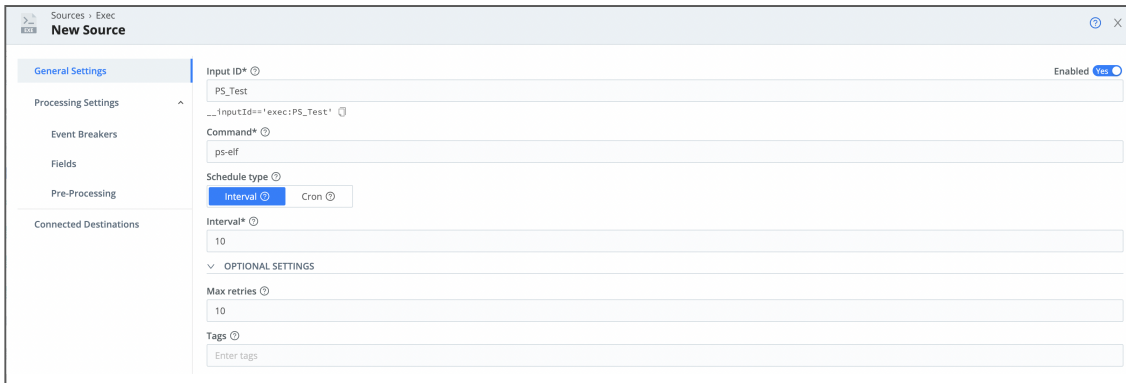 Sources › Exec
New Source
EXE
General Settings
Processing Settings
Event Breakers
Fields
Pre-Processing
Connected Destinations
Input ID*
Enabled Yes
PS_Test
__inputId=='exec:PS_Test'
Command*
ps-elf
Schedule type
Interval Cron
Interval*
10
OPTIONAL SETTINGS
Max retries
10
Tags
Enter tags